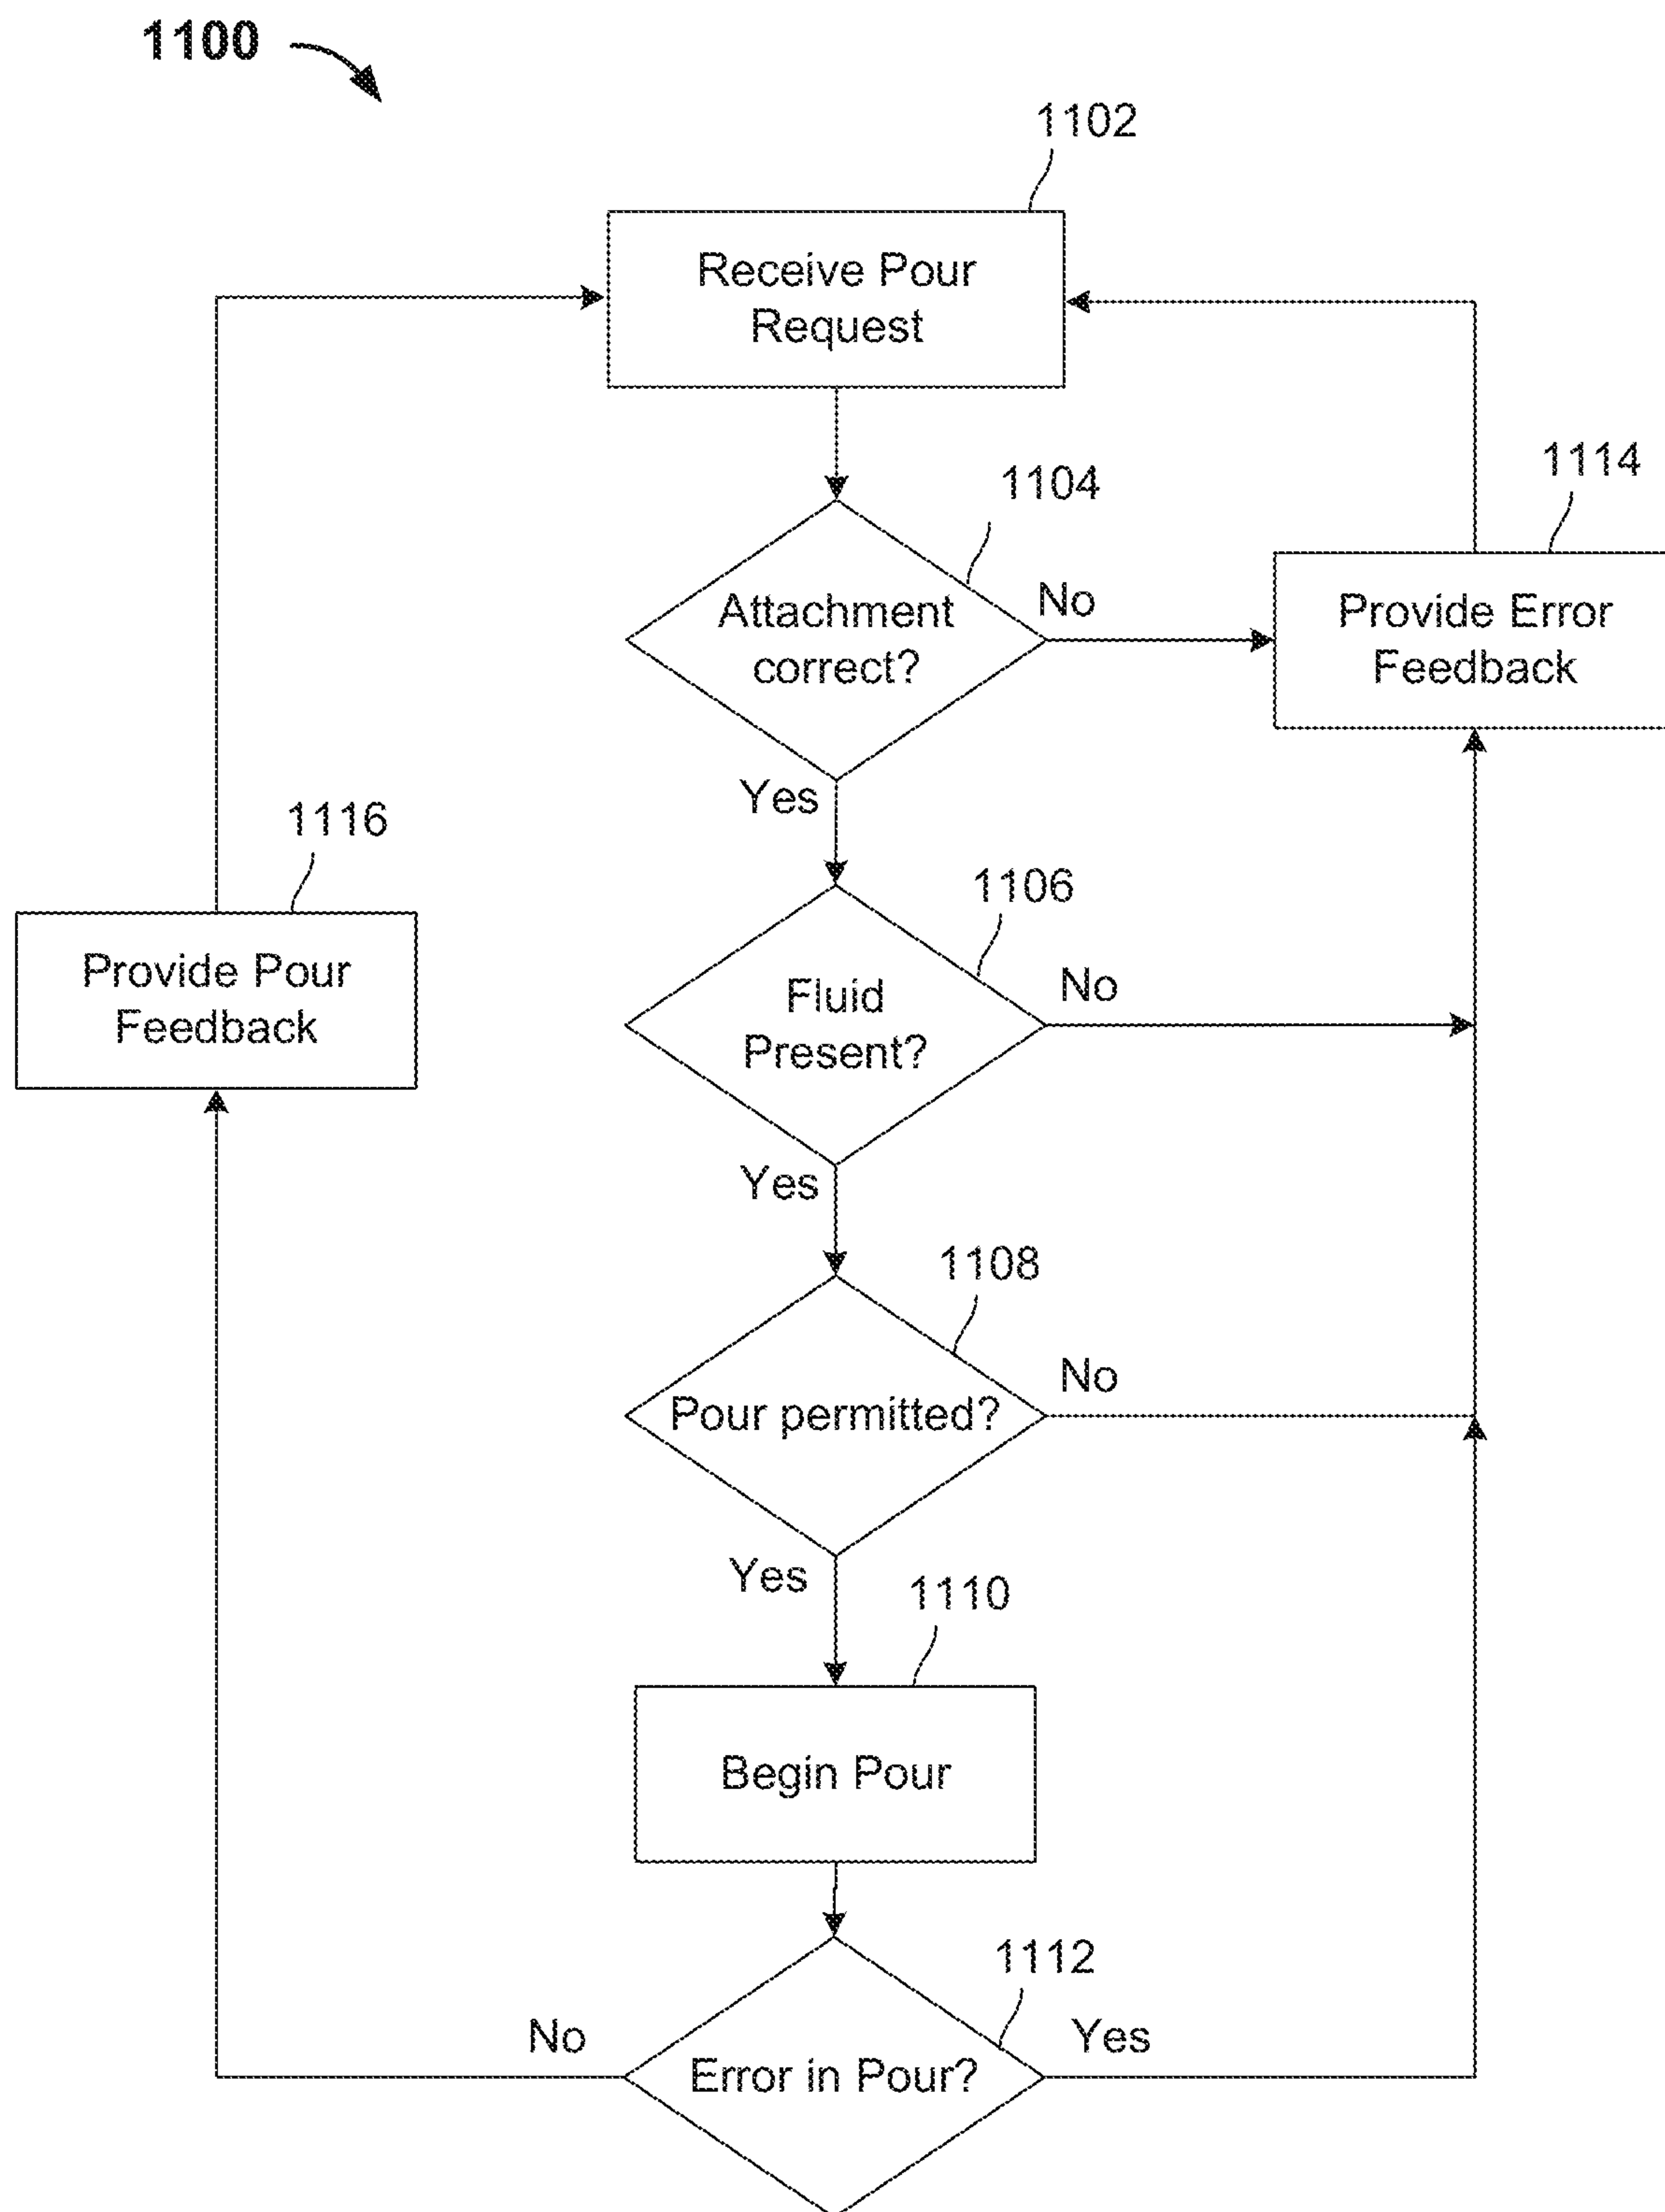 1100
1102
Receive Pour
Request
1104
1114
Attachment
correct?
No
Provide Error
Feedback
Yes
1116
1106
Provide Pour
Feedback
Fluid
Present?
No
Yes
1108
Pour permitted?
No
Yes
1110
Begin Pour
1112
No
Error in Pour?
Yes